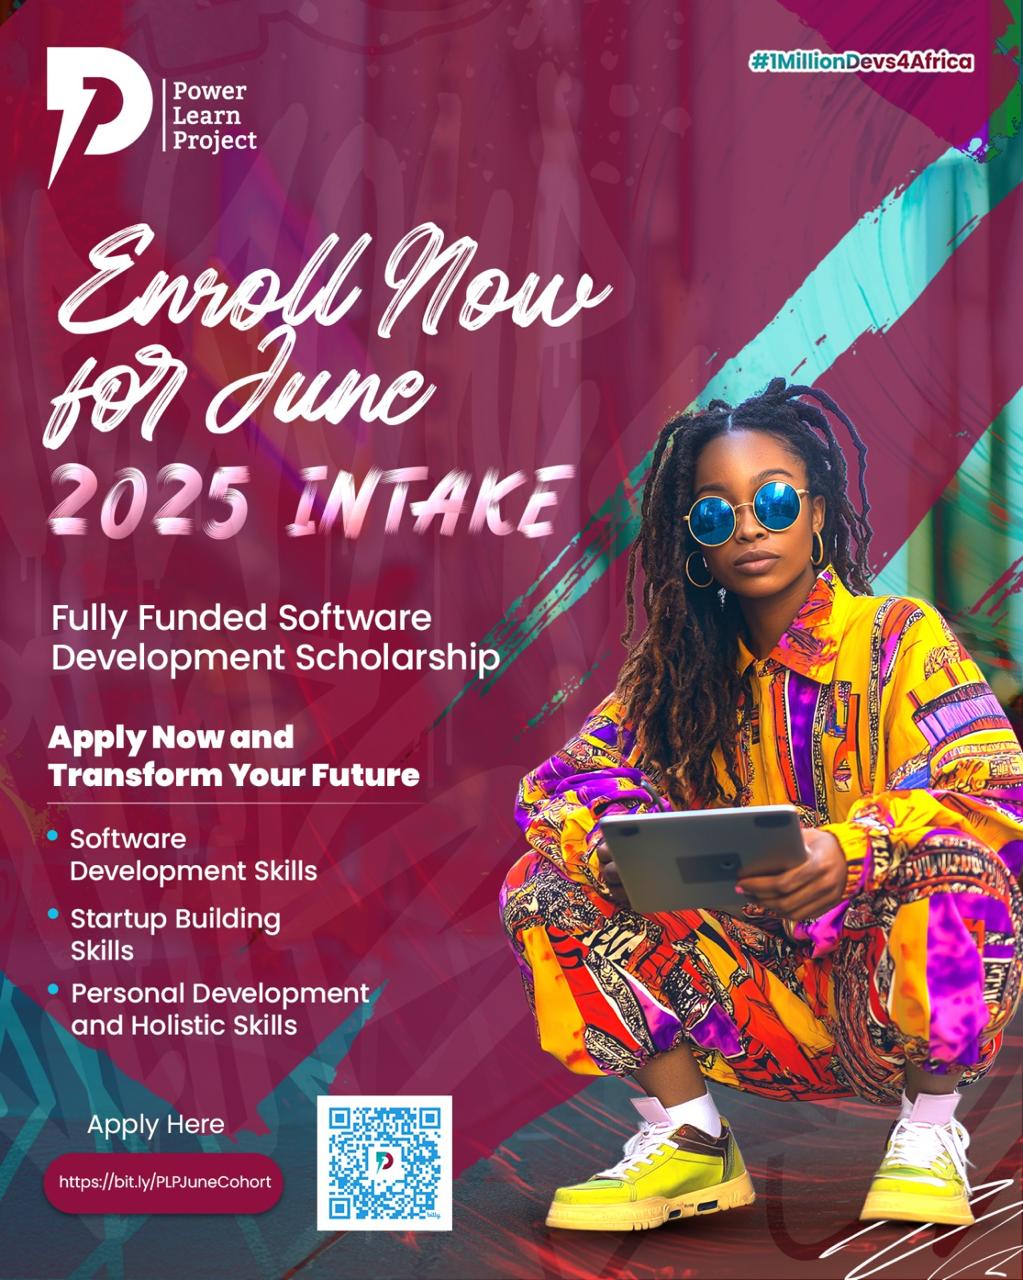 #1MillionDevs4Africa
Power
Learn
Project
Enroll Now
for June
2025 INTAKE
Fully Funded Software
Development Scholarship
Apply Now and
Transform Your Future
Software
Development Skills
Startup Building
Skills
Personal Development
and Holistic Skills
Apply Here
https://bit.ly/PLPJuneCohort
bitly